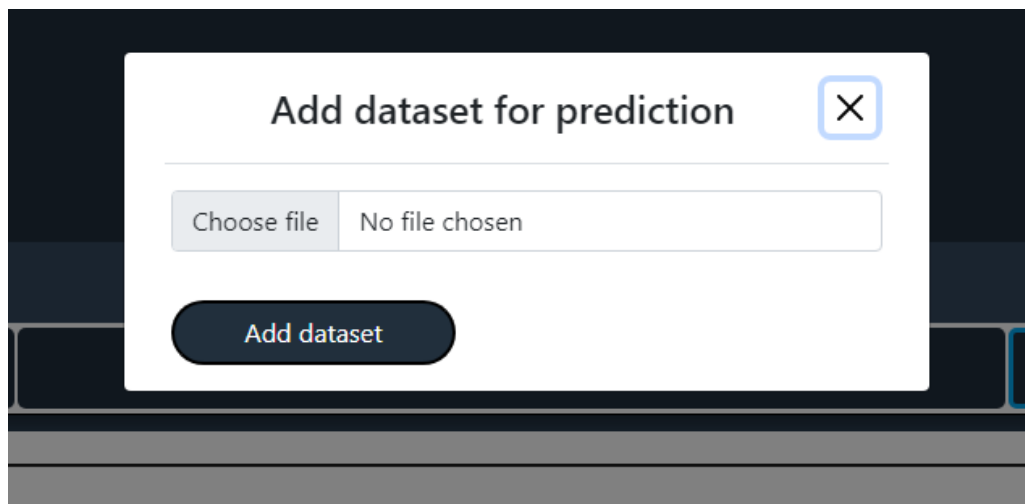 Add dataset for prediction
Choose file No file chosen
Add dataset